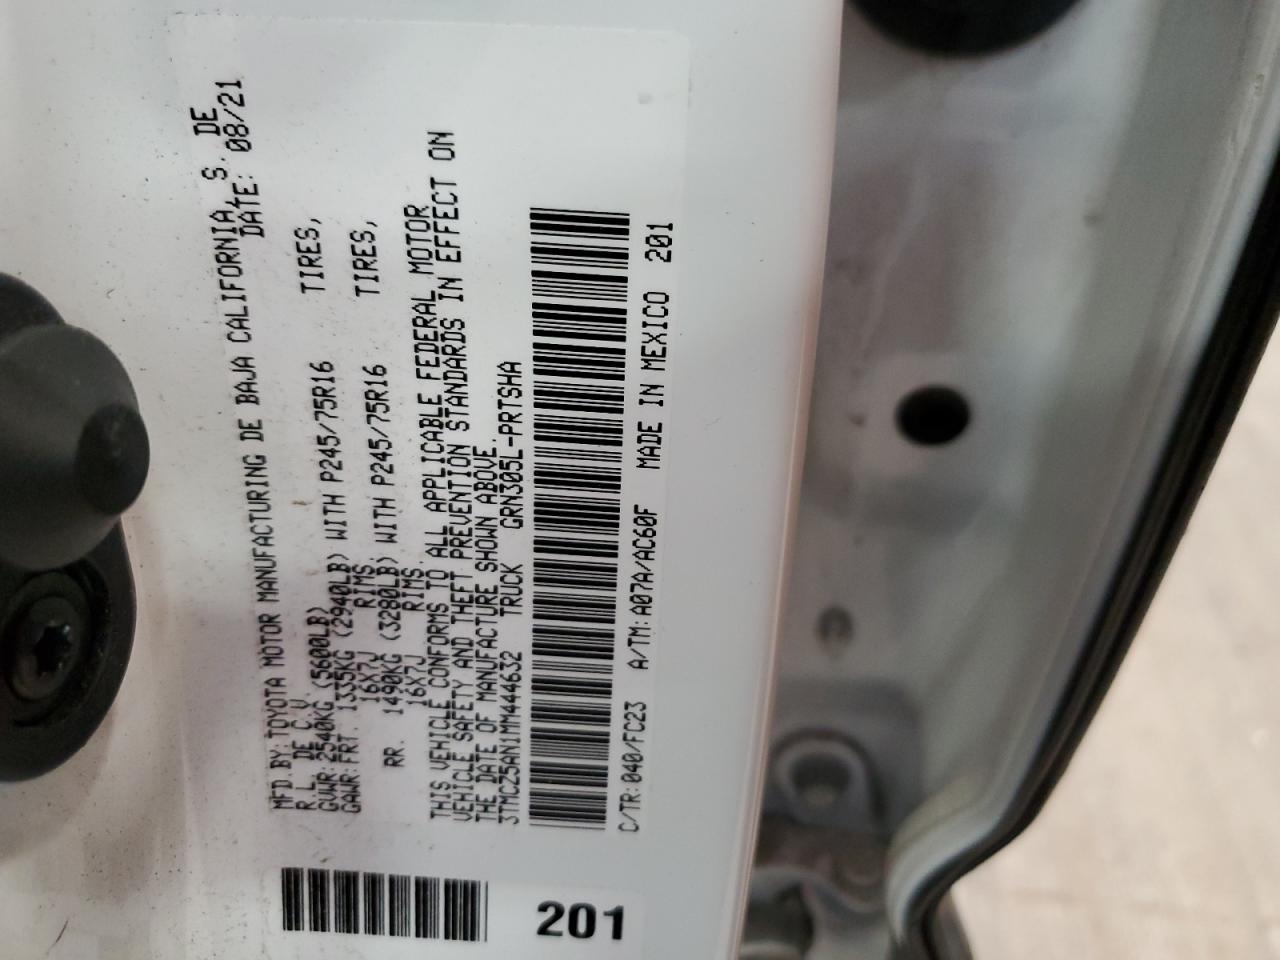 MFD.BY:TOYOTA MOTOR MANUFACTURING DE BAJA CALIFORNIA, S. DE
R.L. DE C.V. DATE: 08/21
GVWR:2540KG (5600LB)
GAWR:FRT. 1335KG (2940LB) WITH P245/75R16 TIRES,
16X7J RIMS,
RR. 1490KG (3280LB) WITH P245/75R16 TIRES,
16X7J RIMS.
THIS VEHICLE CONFORMS TO ALL APPLICABLE FEDERAL MOTOR
VEHICLE SAFETY AND THEFT PREVENTION STANDARDS IN EFFECT ON
THE DATE OF MANUFACTURE SHOWN ABOVE.
3TMCZ5AN1MM444632 TRUCK GRN305L-PRTSHA
C/TR:040/FC23 A/TM:A07A/AC60F MADE IN MEXICO 201
201